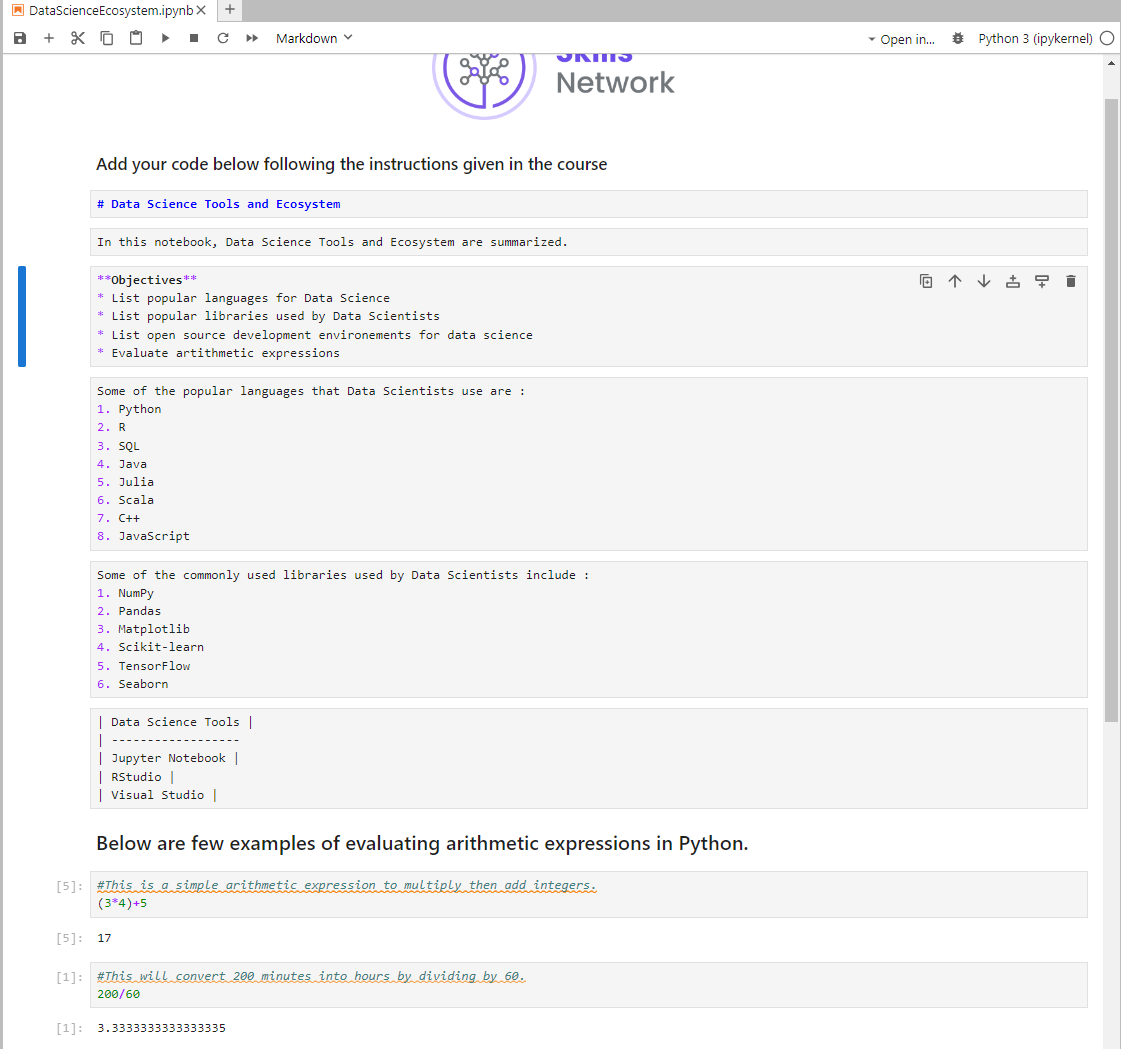 DataScienceEcosystem.ipynb
Markdown
Open in...
Python 3 (ipykernel)
Skills
Network
Add your code below following the instructions given in the course
# Data Science Tools and Ecosystem
In this notebook, Data Science Tools and Ecosystem are summarized.
**Objectives**
* List popular languages for Data Science
* List popular libraries used by Data Scientists
* List open source development environements for data science
* Evaluate artithmetic expressions
Some of the popular languages that Data Scientists use are :
1. Python
2. R
3. SQL
4. Java
5. Julia
6. Scala
7. C++
8. JavaScript
Some of the commonly used libraries used by Data Scientists include :
1. NumPy
2. Pandas
3. Matplotlib
4. Scikit-learn
5. TensorFlow
6. Seaborn
| Data Science Tools |
| ------------------
| Jupyter Notebook |
| RStudio |
| Visual Studio |
Below are few examples of evaluating arithmetic expressions in Python.
[5]: #This is a simple arithmetic expression to multiply then add integers.
(3*4)+5
[5]: 17
[1]: #This will convert 200 minutes into hours by dividing by 60.
200/60
[1]: 3.3333333333333335